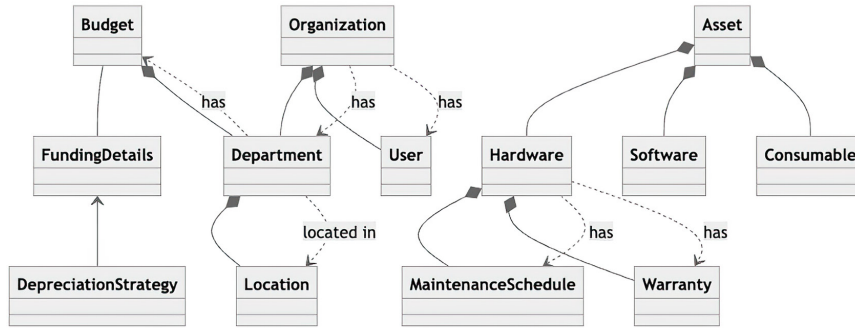 Budget
Organization
Asset
has
has
has
FundingDetails
Department
User
Hardware
Software
Consumable
located in
has
has
DepreciationStrategy
Location
MaintenanceSchedule
Warranty